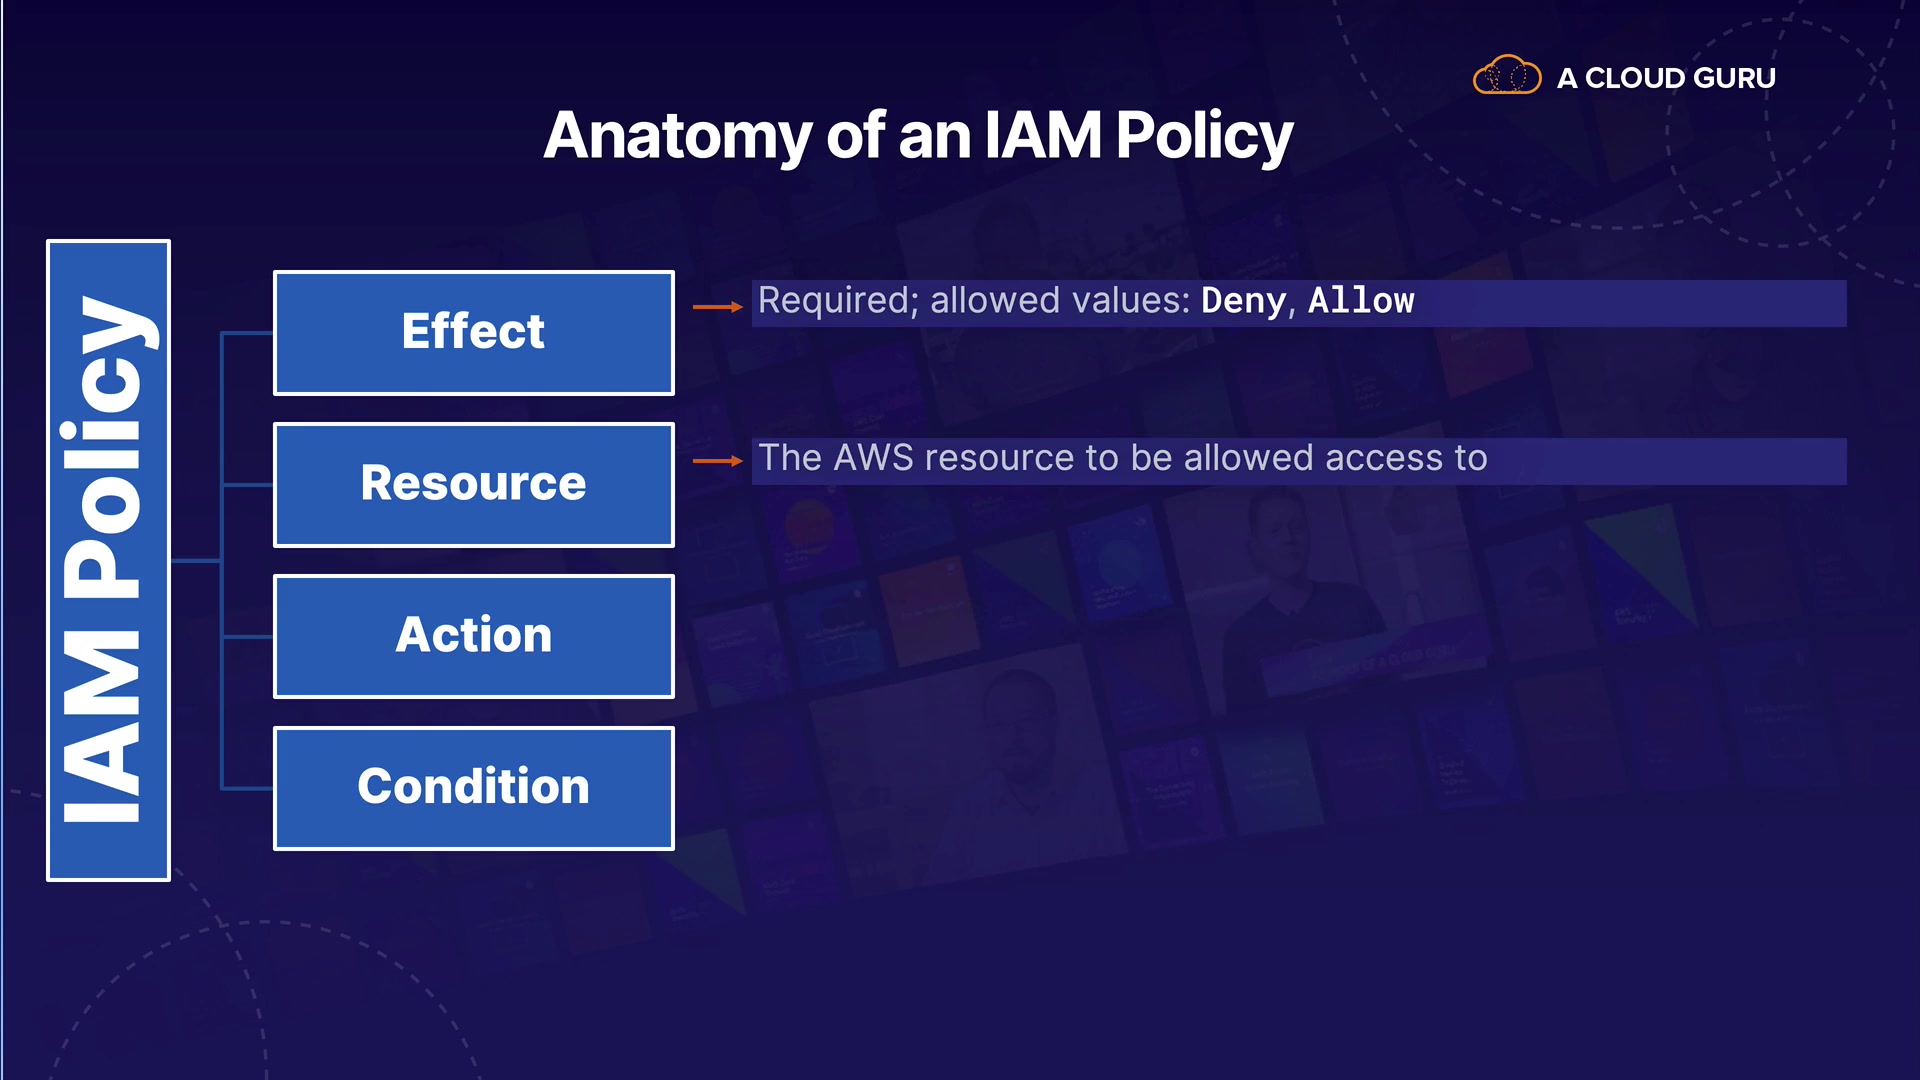 A CLOUD GURU
Anatomy of an IAM Policy
IAM Policy
Effect
Required; allowed values: Deny, Allow
Resource
The AWS resource to be allowed access to
Action
Condition